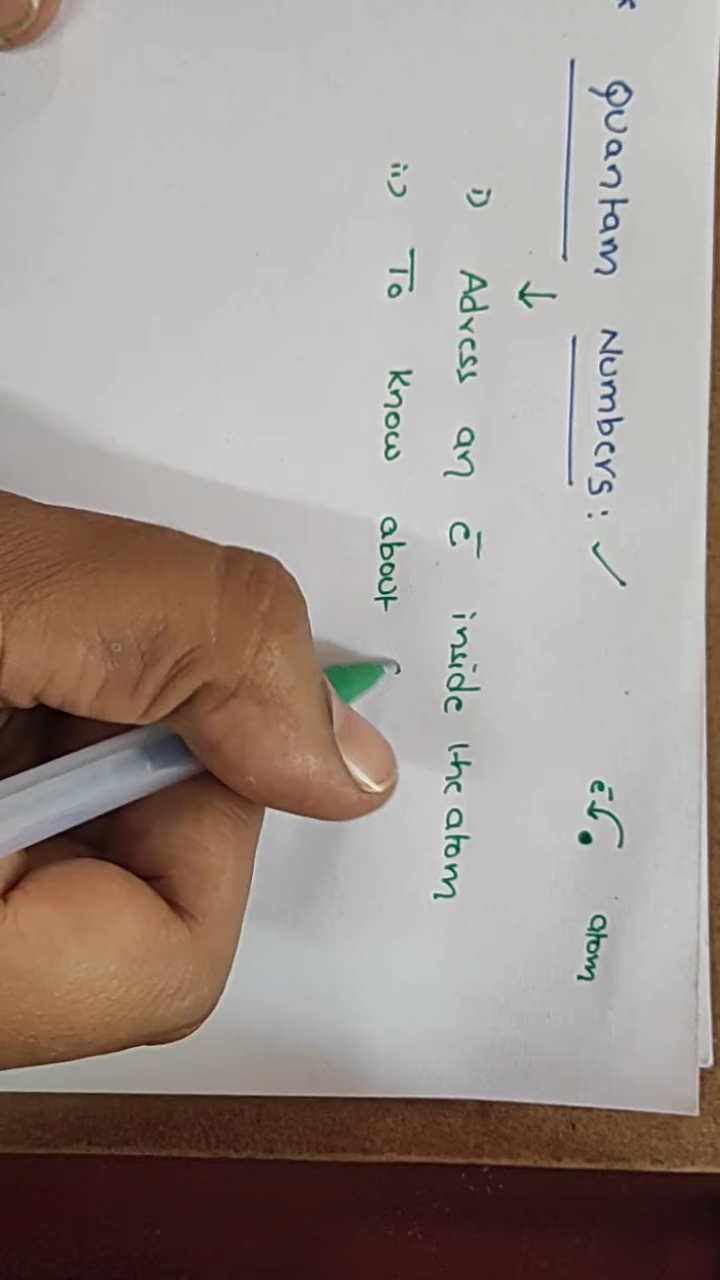 * Quantam Numbers: ✓
ē atom
↓
i) Adress an ē inside the atom
ii) To know about